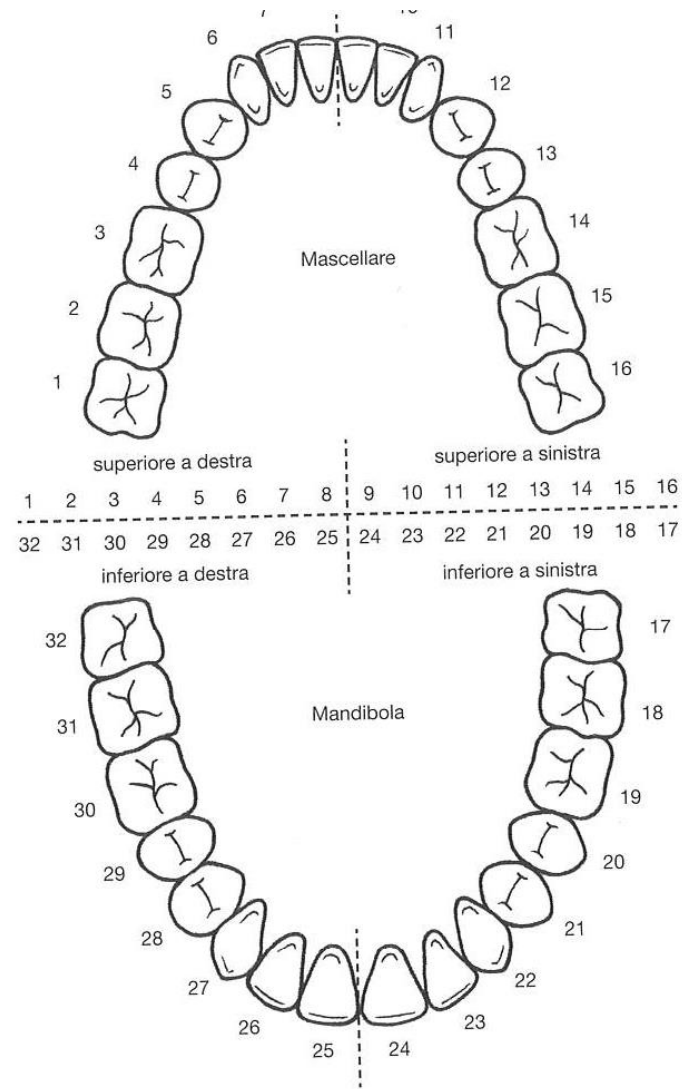 6 11
5 12
4 13
3 14
Mascellare
2 15
1 16
superiore a destra superiore a sinistra
1 2 3 4 5 6 7 8 9 10 11 12 13 14 15 16
32 31 30 29 28 27 26 25 24 23 22 21 20 19 18 17
inferiore a destra inferiore a sinistra
32 17
31 Mandibola 18
30 19
29 20
28 21
27 22
26 23
25 24